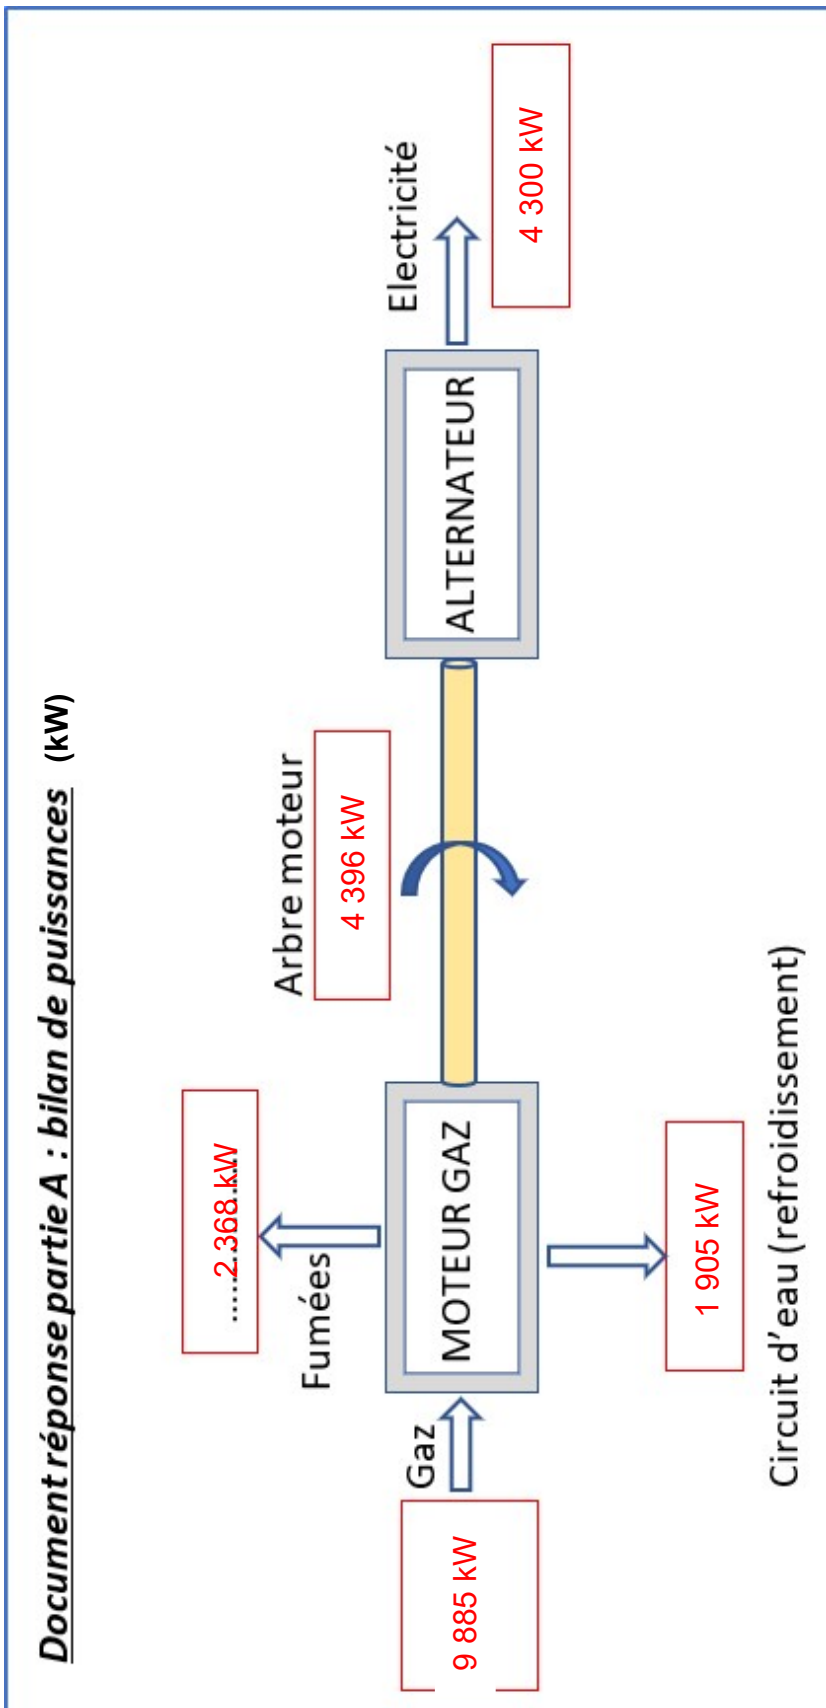 Document réponse partie A : bilan de puissances (kW)
2 368 kW
..................
Fumées
Arbre moteur
4 396 kW
Electricité
Gaz
9 885 kW
MOTEUR GAZ
ALTERNATEUR
4 300 kW
1 905 kW
Circuit d'eau (refroidissement)